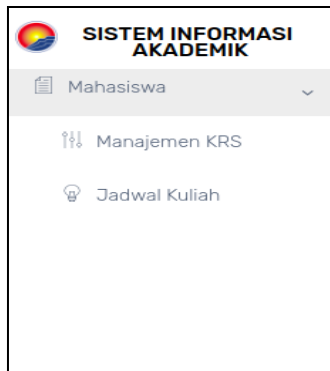 SISTEM INFORMASI
AKADEMIK
Mahasiswa
Manajemen KRS
Jadwal Kuliah